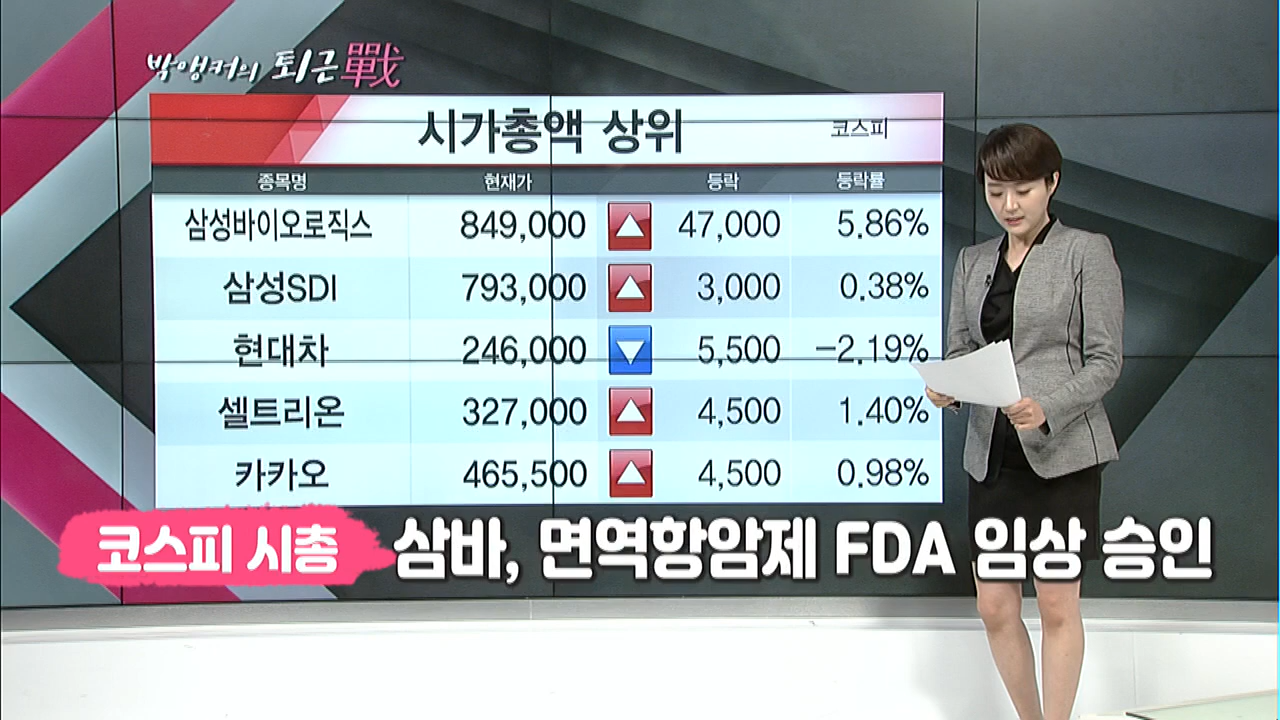 박앵커의 퇴근戰
시가총액 상위 코스피
종목명 현재가 등락 등락률
삼성바이오로직스 849,000 ▲ 47,000 5.86%
삼성SDI 793,000 ▲ 3,000 0.38%
현대차 246,000 ▼ 5,500 -2.19%
셀트리온 327,000 ▲ 4,500 1.40%
카카오 465,500 ▲ 4,500 0.98%
코스피 시총 삼바, 면역항암제 FDA 임상 승인